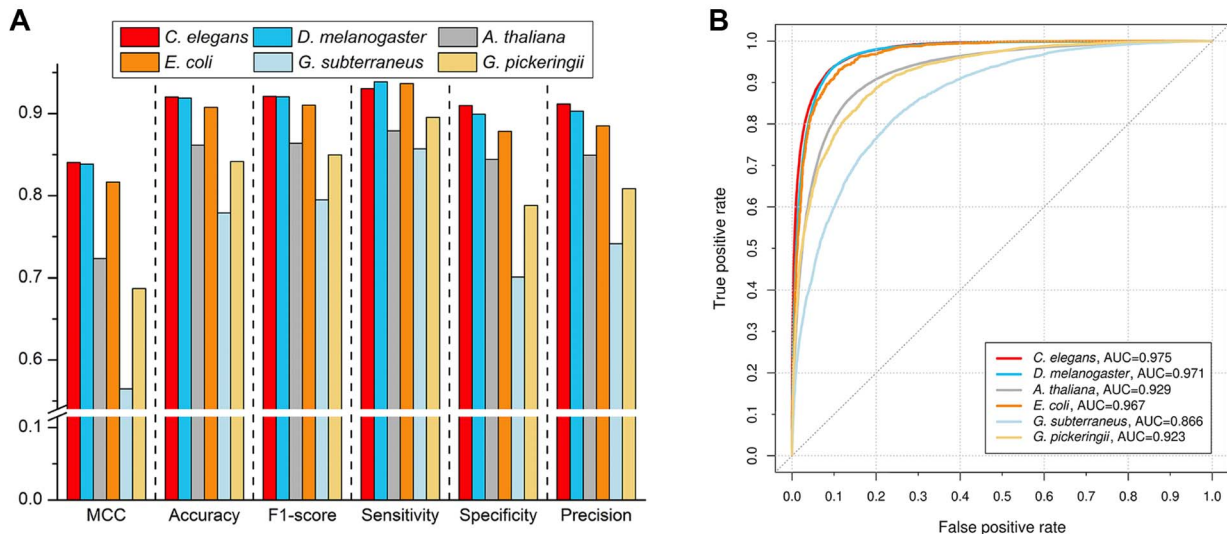 A
C. elegans D. melanogaster A. thaliana
E. coli G. subterraneus G. pickeringii
0.9
0.8
0.7
0.6
0.1
0.0
MCC Accuracy F1-score Sensitivity Specificity Precision
B
True positive rate
1.0
0.9
0.8
0.7
0.6
0.5
0.4
0.3
0.2
0.1
0.0
C. elegans, AUC=0.975
D. melanogaster, AUC=0.971
A. thaliana, AUC=0.929
E. coli, AUC=0.967
G. subterraneus, AUC=0.866
G. pickeringii, AUC=0.923
0.0 0.1 0.2 0.3 0.4 0.5 0.6 0.7 0.8 0.9 1.0
False positive rate